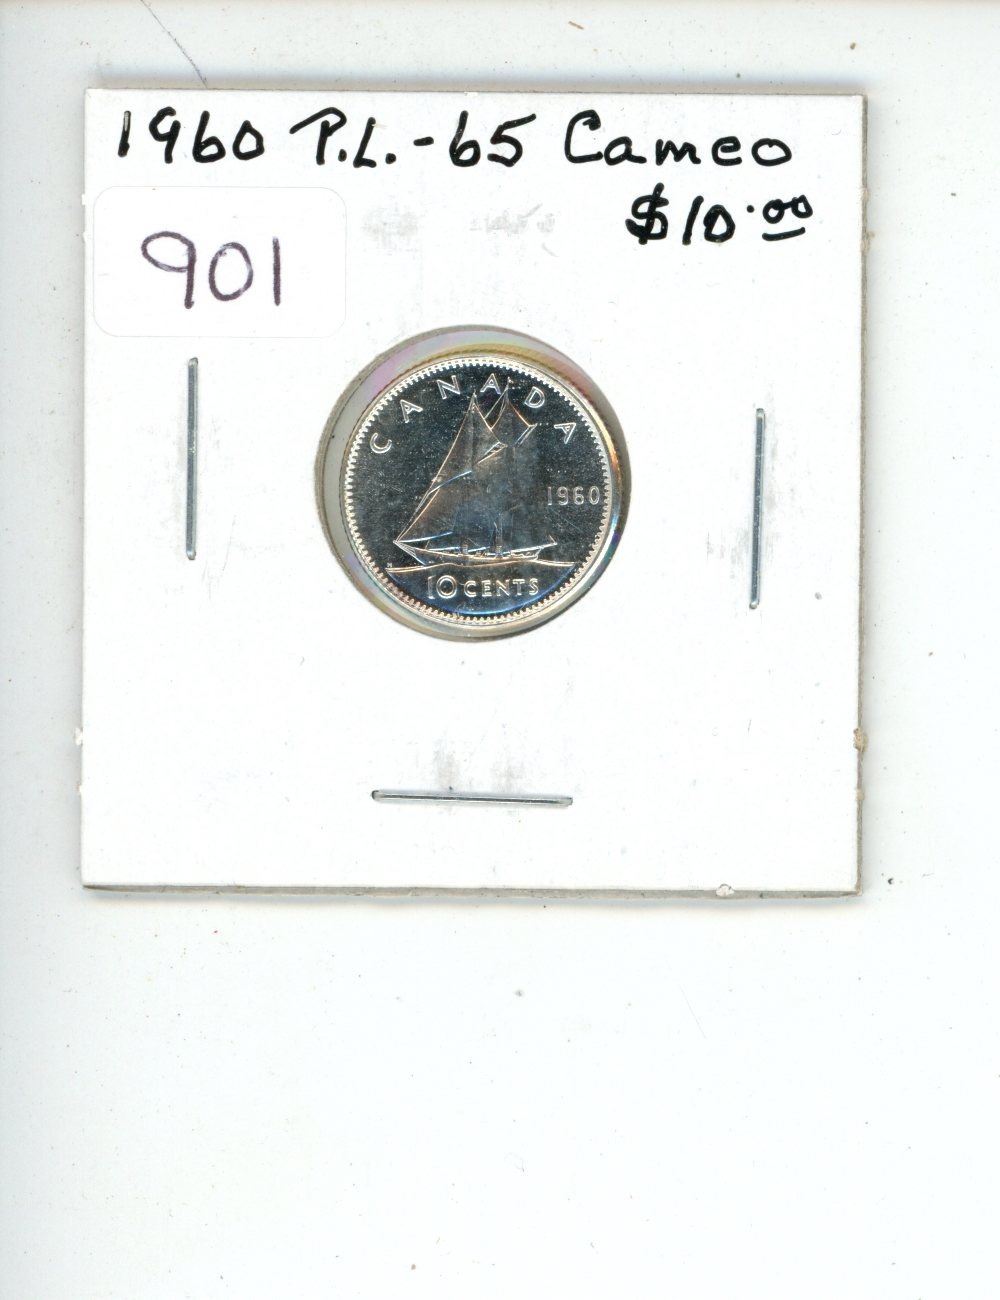 1960 P.L.-65 Cameo
$10.00
901
CANADA
1960
10 CENTS